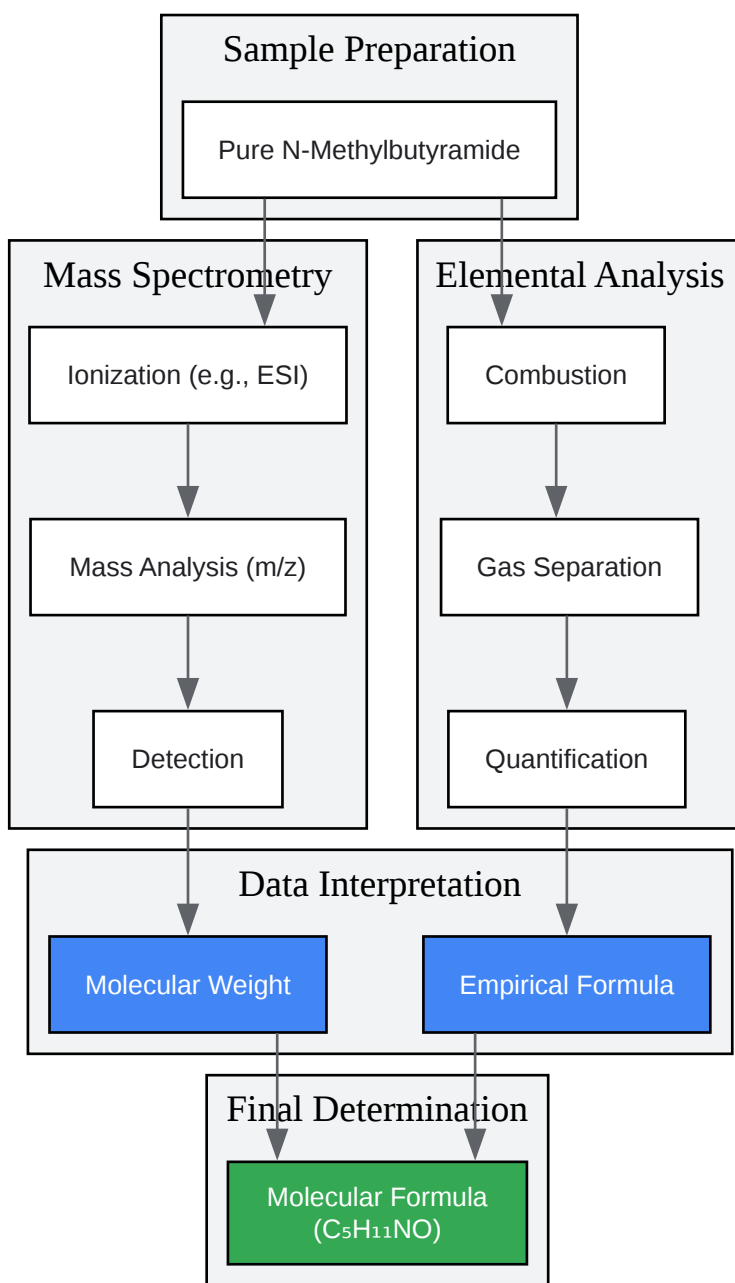 Sample Preparation
Pure N-Methylbutyramide
Mass Spectrometry
Ionization (e.g., ESI)
Mass Analysis (m/z)
Detection
Elemental Analysis
Combustion
Gas Separation
Quantification
Data Interpretation
Molecular Weight
Empirical Formula
Final Determination
Molecular Formula
(C₅H₁₁NO)